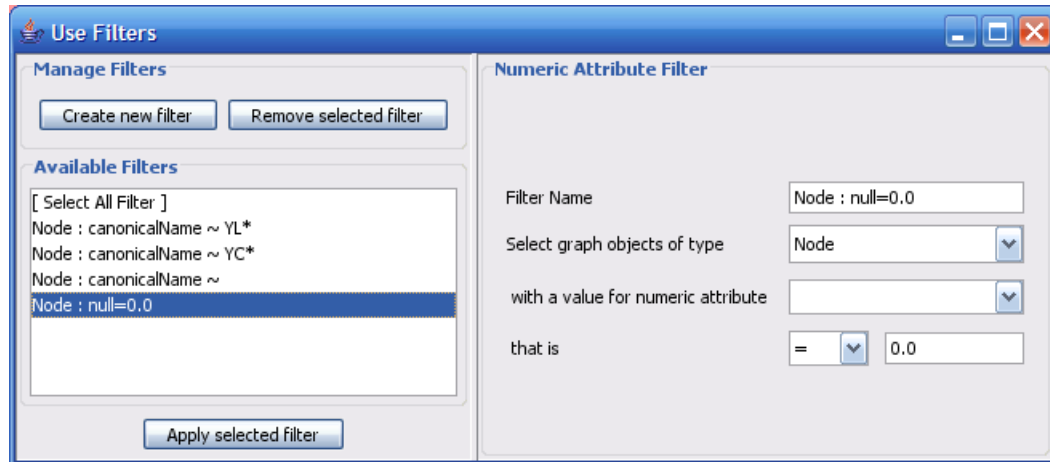 Use Filters
Manage Filters
Create new filter
Remove selected filter
Available Filters
[ Select All Filter ]
Node : canonicalName ~ YL*
Node : canonicalName ~ YC*
Node : canonicalName ~
Node : null=0.0
Apply selected filter
Numeric Attribute Filter
Filter Name Node : null=0.0
Select graph objects of type Node
with a value for numeric attribute
that is = 0.0